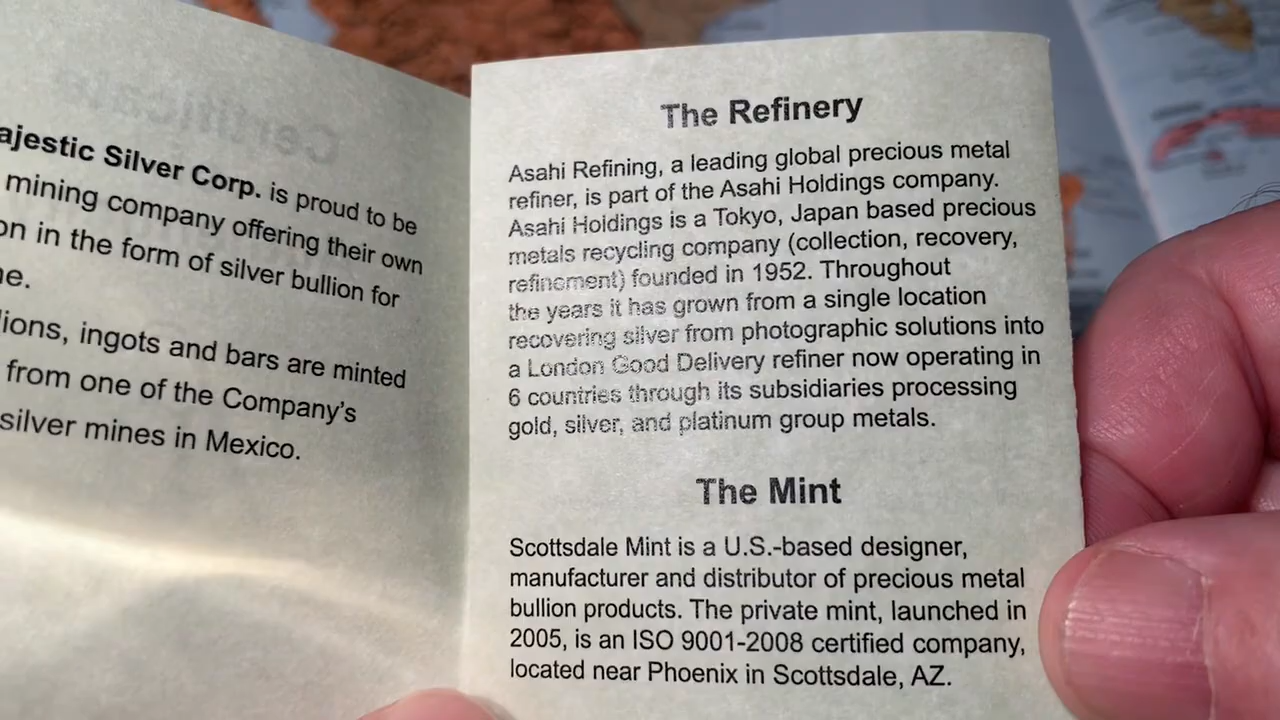 ajestic Silver Corp. is proud to be
mining company offering their own
on in the form of silver bullion for
e.
ions, ingots and bars are minted
from one of the Company's
silver mines in Mexico.
The Refinery
Asahi Refining, a leading global precious metal
refiner, is part of the Asahi Holdings company.
Asahi Holdings is a Tokyo, Japan based precious
metals recycling company (collection, recovery,
refinement) founded in 1952. Throughout
the years it has grown from a single location
recovering silver from photographic solutions into
a London Good Delivery refiner now operating in
6 countries through its subsidiaries processing
gold, silver, and platinum group metals.
The Mint
Scottsdale Mint is a U.S.-based designer,
manufacturer and distributor of precious metal
bullion products. The private mint, launched in
2005, is an ISO 9001-2008 certified company,
located near Phoenix in Scottsdale, AZ.